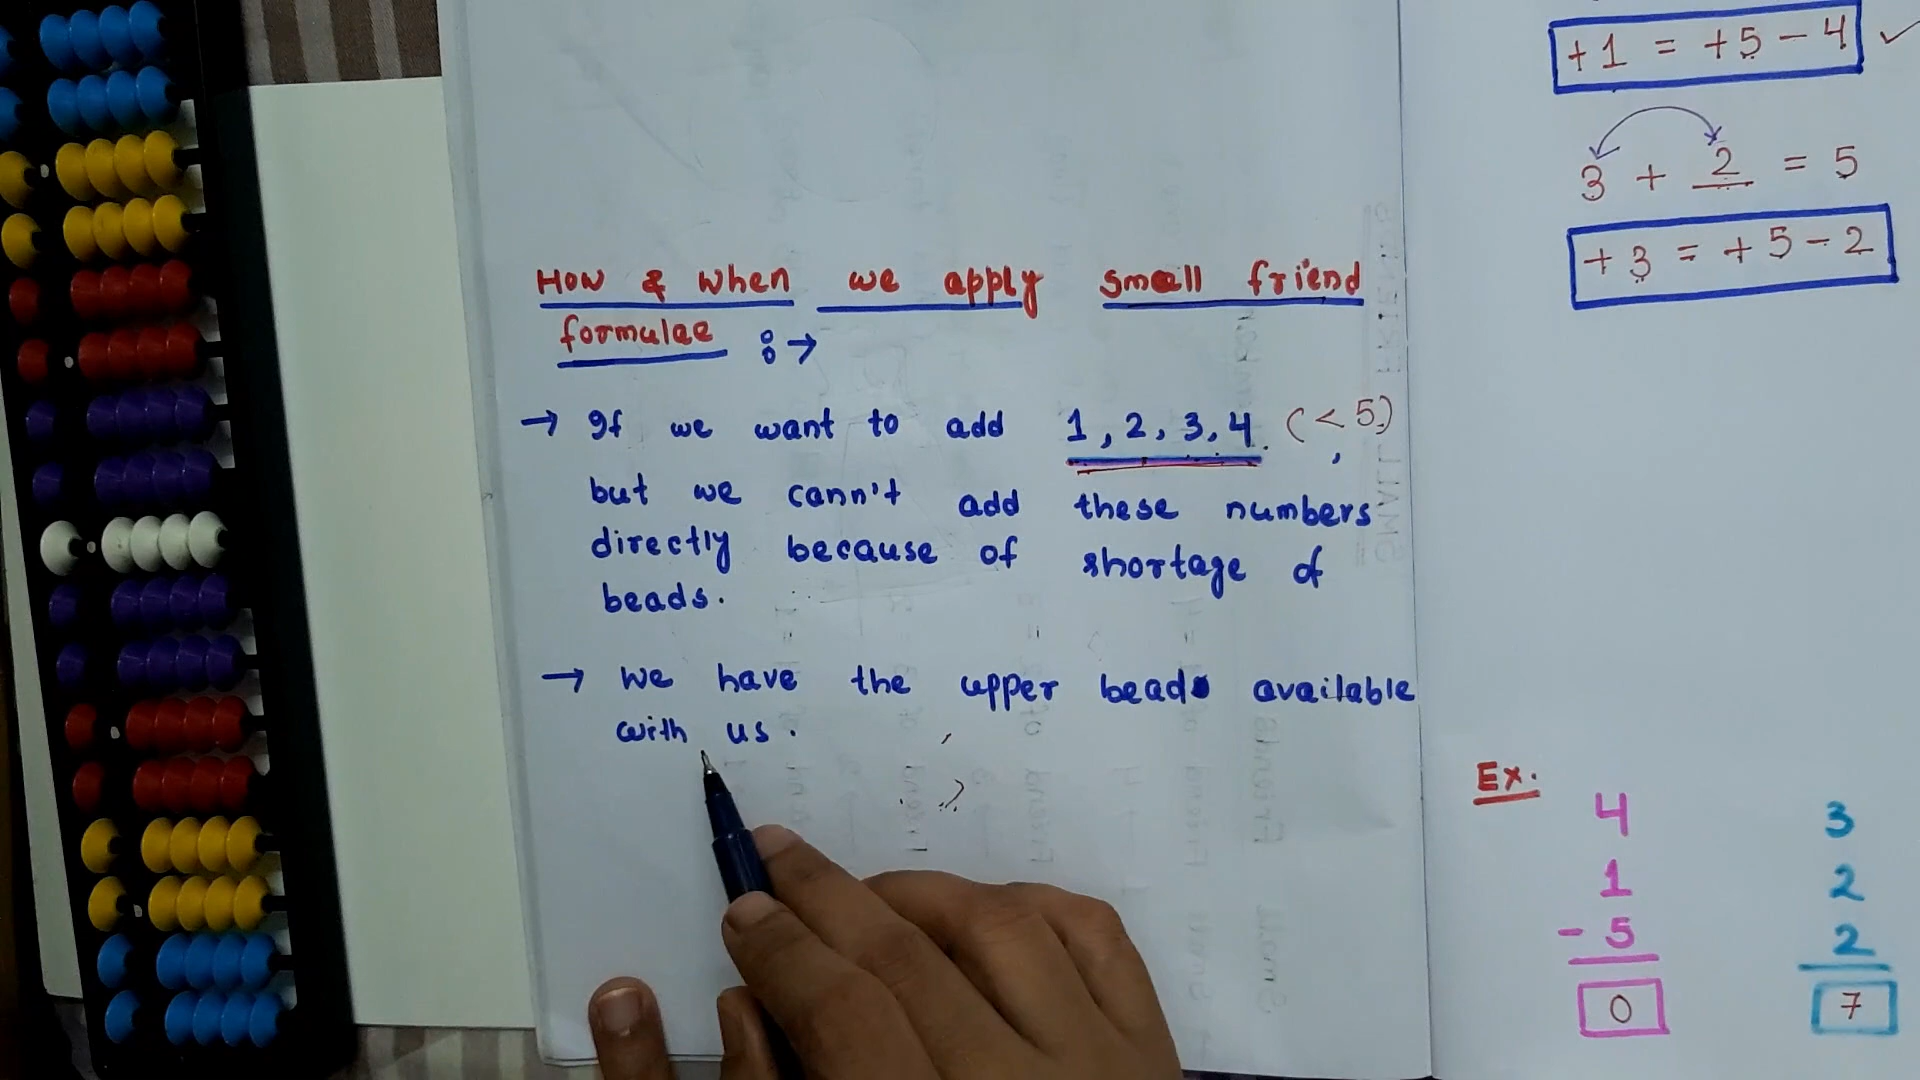 How & when we apply small friend
formulae :→
→ If we want to add 1, 2, 3, 4. (< 5)
but we cann't add these numbers
directly because of shortage of
beads.
→ We have the upper bead available
with us.
+1 = +5 - 4 ✓
3 + 2 = 5
+3 = +5 - 2
Ex.
4
1
- 5
0
3
2
2
7